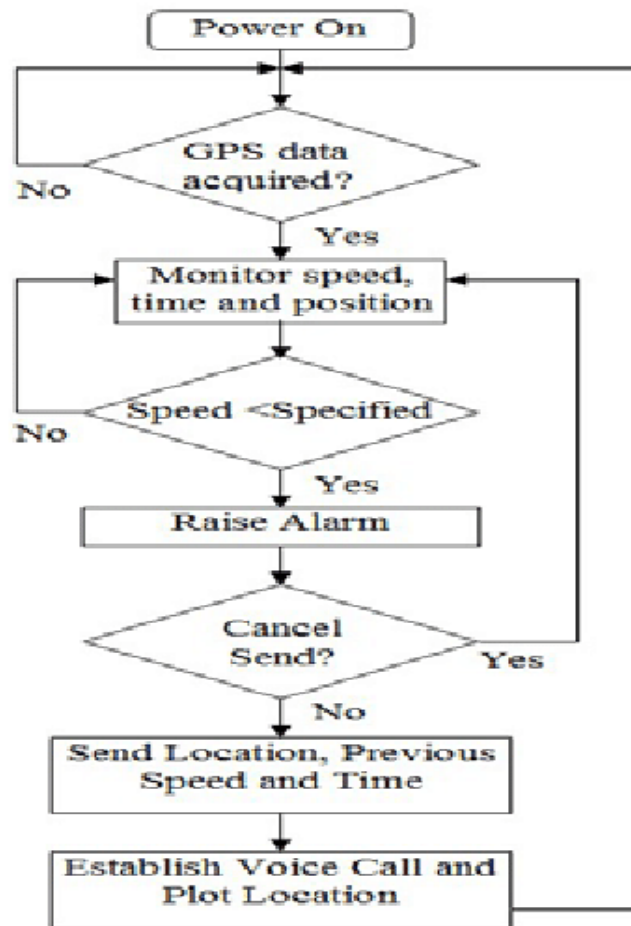 Power On
GPS data
acquired?
No
Yes
Monitor speed,
time and position
Speed <Specified
No
Yes
Raise Alarm
Cancel
Send?
Yes
No
Send Location, Previous
Speed and Time
Establish Voice Call and
Plot Location